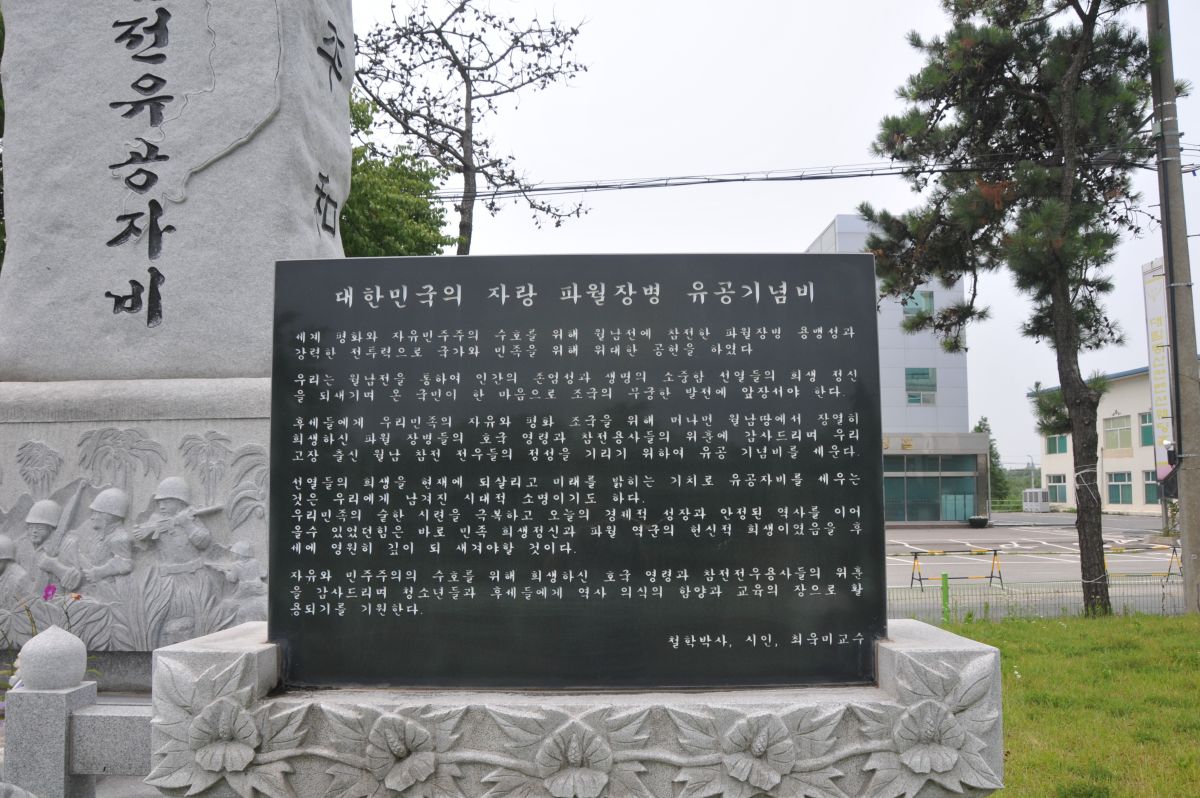 전유공자비
平和
대한민국의 자랑 파월장병 유공기념비
세계 평화와 자유민주주의 수호를 위해 월남전에 참전한 파월장병 용맹성과
강력한 전투력으로 국가와 민족을 위해 위대한 공헌을 하였다
우리는 월남전을 통하여 인간의 존엄성과 생명의 소중함 선열들의 희생 정신
을 되새기며 온 국민이 한 마음으로 조국의 무궁한 발전에 앞장서야 한다.
후세들에게 우리민족의 자유와 평화 조국을 위해 머나먼 월남땅에서 장열히
희생하신 파월 장병들의 호국 영령과 참전용사들의 위훈에 감사드리며 우리
고장 출신 월남 참전 전우들의 정성을 기리기 위하여 유공 기념비를 세운다.
선열들의 희생을 현재에 되살리고 미래를 밝히는 기치로 유공자비를 세우는
것은 우리에게 남겨진 시대적 소명이기도 하다.
우리민족의 숱한 시련을 극복하고 오늘의 경제적 성장과 안정된 역사를 이어
올수 있었던힘은 바로 민족 희생정신과 파월 역군의 헌신적 희생이였음을 후
세에 영원히 깊이 되 새겨야할 것이다.
자유와 민주주의의 수호를 위해 희생하신 호국 영령과 참전전우용사들의 위훈
을 감사드리며 청소년들과 후세들에게 역사 의식의 함양과 교육의 장으로 활
용되기를 기원한다.
철학박사, 시인, 최욱미교수